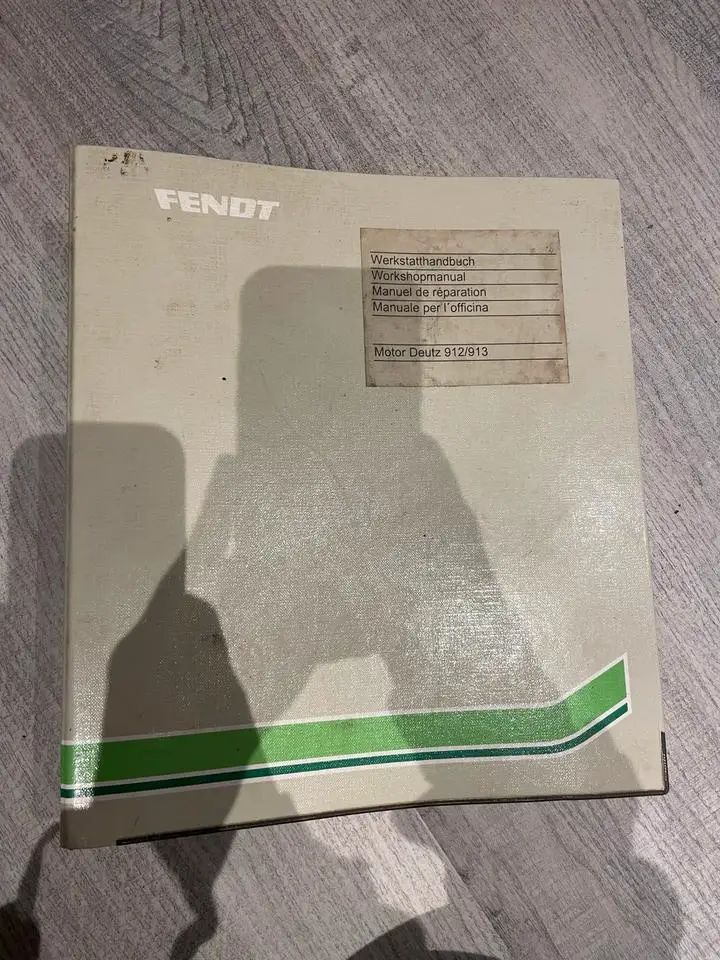 FENDT
Werkstatthandbuch
Workshopmanual
Manuel de réparation
Manuale per l'officina
Motor Deutz 912/913